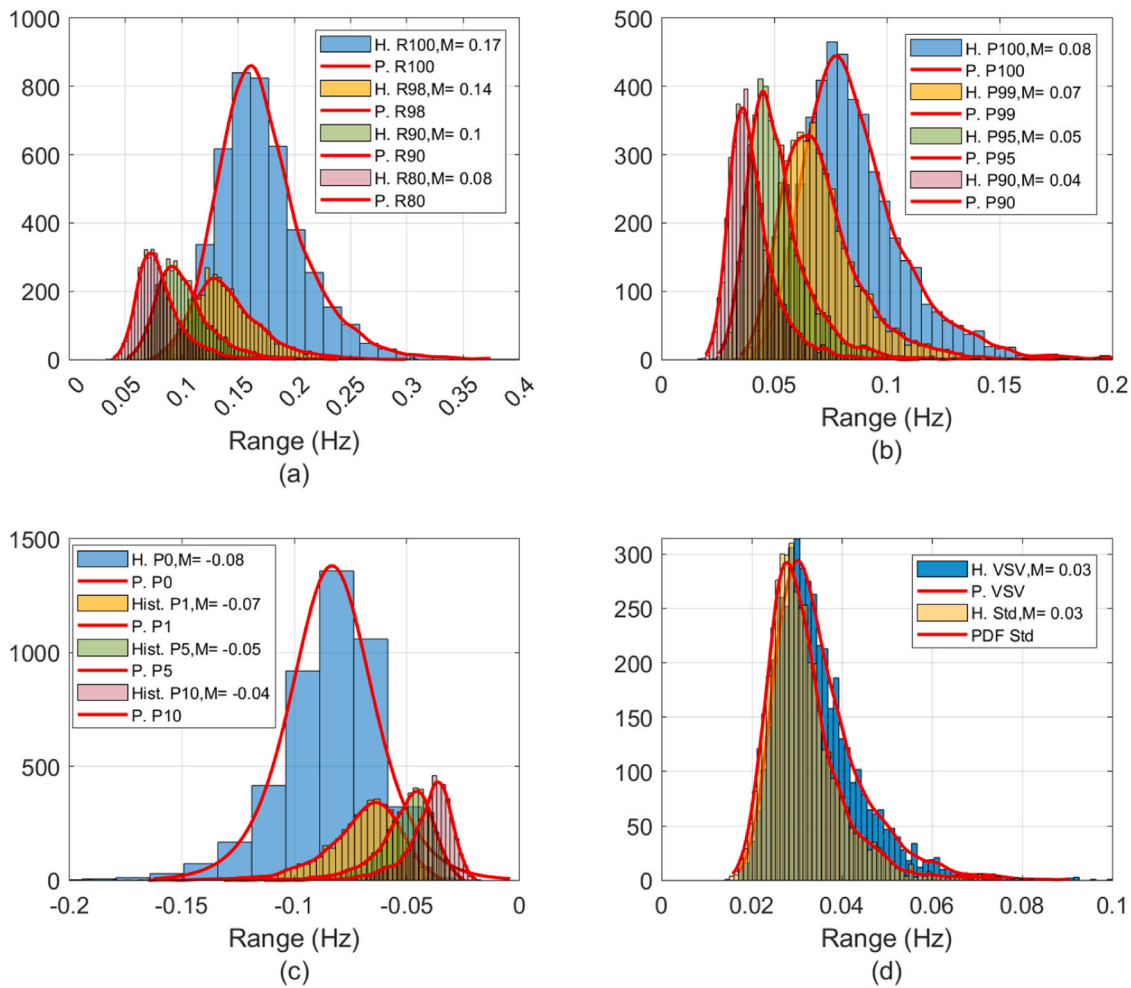 1000
800
600
400
200
0
H. R100,M= 0.17
P. R100
H. R98,M= 0.14
P. R98
H. R90,M= 0.1
P. R90
H. R80,M= 0.08
P. R80
0 0.05 0.1 0.15 0.2 0.25 0.3 0.35 0.4
Range (Hz)
(a)
500
400
300
200
100
0
H. P100,M= 0.08
P. P100
H. P99,M= 0.07
P. P99
H. P95,M= 0.05
P. P95
H. P90,M= 0.04
P. P90
0 0.05 0.1 0.15 0.2
Range (Hz)
(b)
1500
1000
500
0
H. P0,M= -0.08
P. P0
Hist. P1,M= -0.07
P. P1
Hist. P5,M= -0.05
P. P5
Hist. P10,M= -0.04
P. P10
-0.2 -0.15 -0.1 -0.05 0
Range (Hz)
(c)
300
250
200
150
100
50
0
H. VSV,M= 0.03
P. VSV
H. Std,M= 0.03
PDF Std
0 0.02 0.04 0.06 0.08 0.1
Range (Hz)
(d)